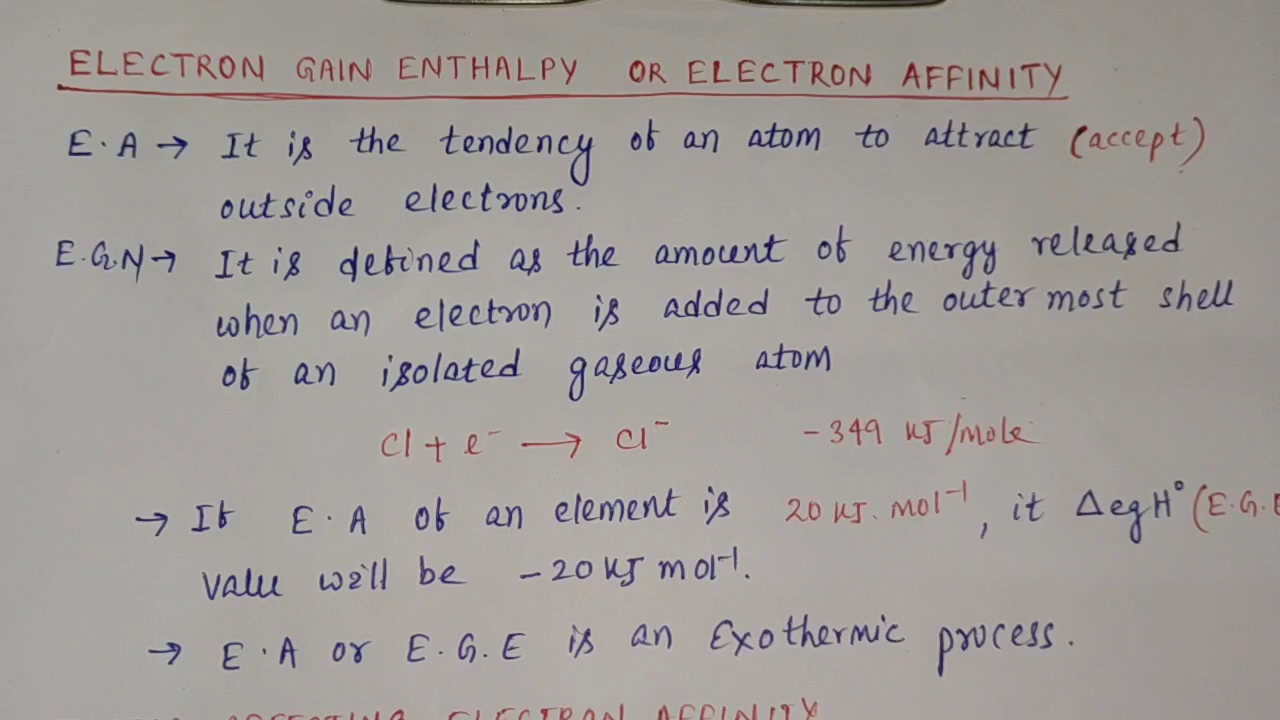 ELECTRON GAIN ENTHALPY OR ELECTRON AFFINITY
E.A → It is the tendency of an atom to attract (accept)
outside electrons.
E.G.N → It is defined as the amount of energy released
when an electron is added to the outer most shell
of an isolated gaseous atom
Cl + e⁻ → Cl⁻ -349 KJ/mole
→ If E.A of an element is 20 KJ. mol⁻¹, it ΔegH° (E.G.E
value will be -20 KJ mol⁻¹.
→ E.A or E.G.E is an Exothermic process.
AFFECTING ELECTRON AFFINITY